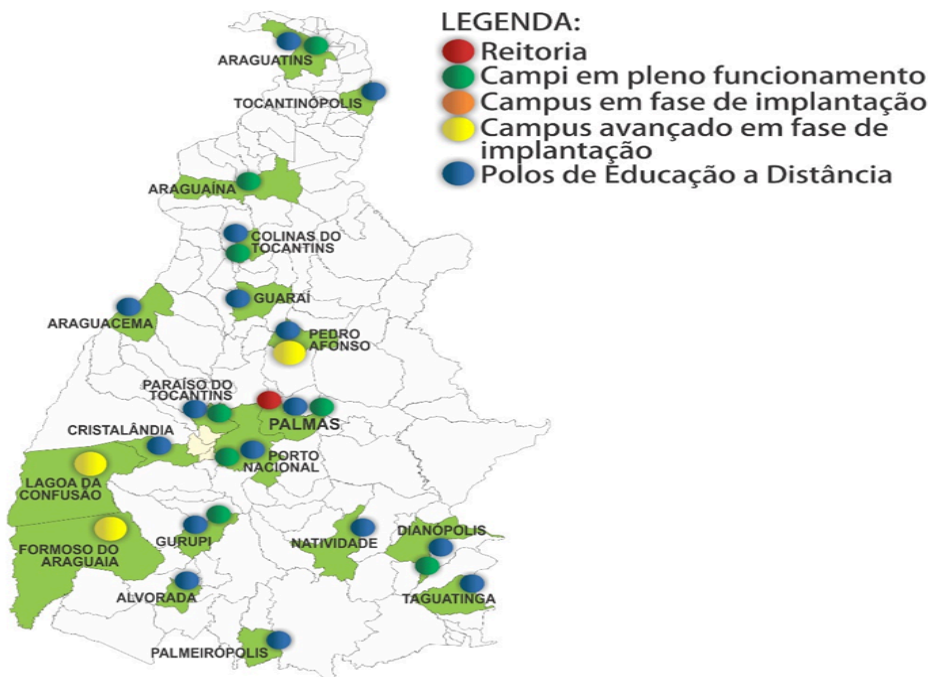 LEGENDA:
Reitoria
Campi em pleno funcionamento
Campus em fase de implantação
Campus avançado em fase de
implantação
Polos de Educação a Distância
ARAGUATINS
TOCANTINÓPOLIS
ARAGUAÍNA
COLINAS DO
TOCANTINS
GUARAÍ
ARAGUACEMA
PEDRO
AFONSO
PARAÍSO DO
TOCANTINS
PALMAS
CRISTALÂNDIA
PORTO
NACIONAL
LAGOA DA
CONFUSÃO
GURUPI
NATIVIDADE
DIANÓPOLIS
FORMOSO DO
ARAGUAIA
ALVORADA
TAGUATINGA
PALMEIRÓPOLIS